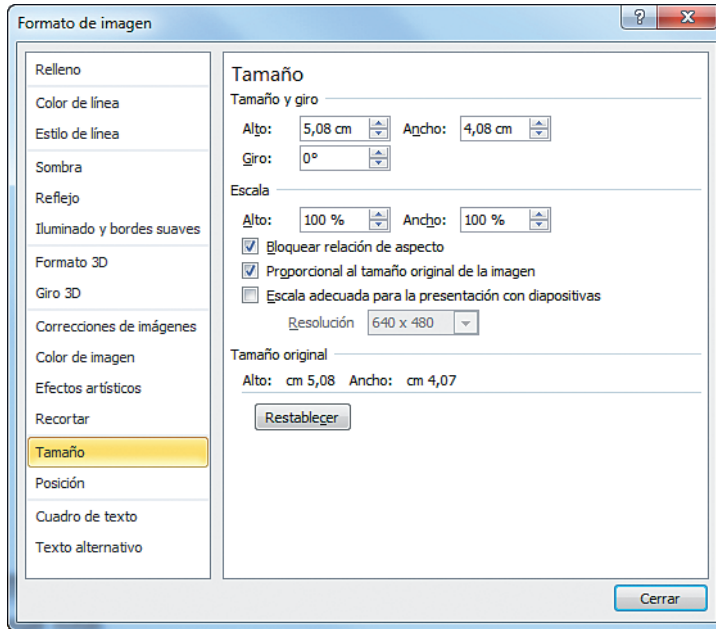 Formato de imagen
Relleno
Color de línea
Estilo de línea
Sombra
Reflejo
Iluminado y bordes suaves
Formato 3D
Giro 3D
Correcciones de imágenes
Color de imagen
Efectos artísticos
Recortar
Tamaño
Posición
Cuadro de texto
Texto alternativo
Tamaño
Tamaño y giro
Alto: 5,08 cm Ancho: 4,08 cm
Giro: 0°
Escala
Alto: 100 % Ancho: 100 %
Bloquear relación de aspecto
Proporcional al tamaño original de la imagen
Escala adecuada para la presentación con diapositivas
Resolución 640 x 480
Tamaño original
Alto: cm 5,08 Ancho: cm 4,07
Restablecer
Cerrar